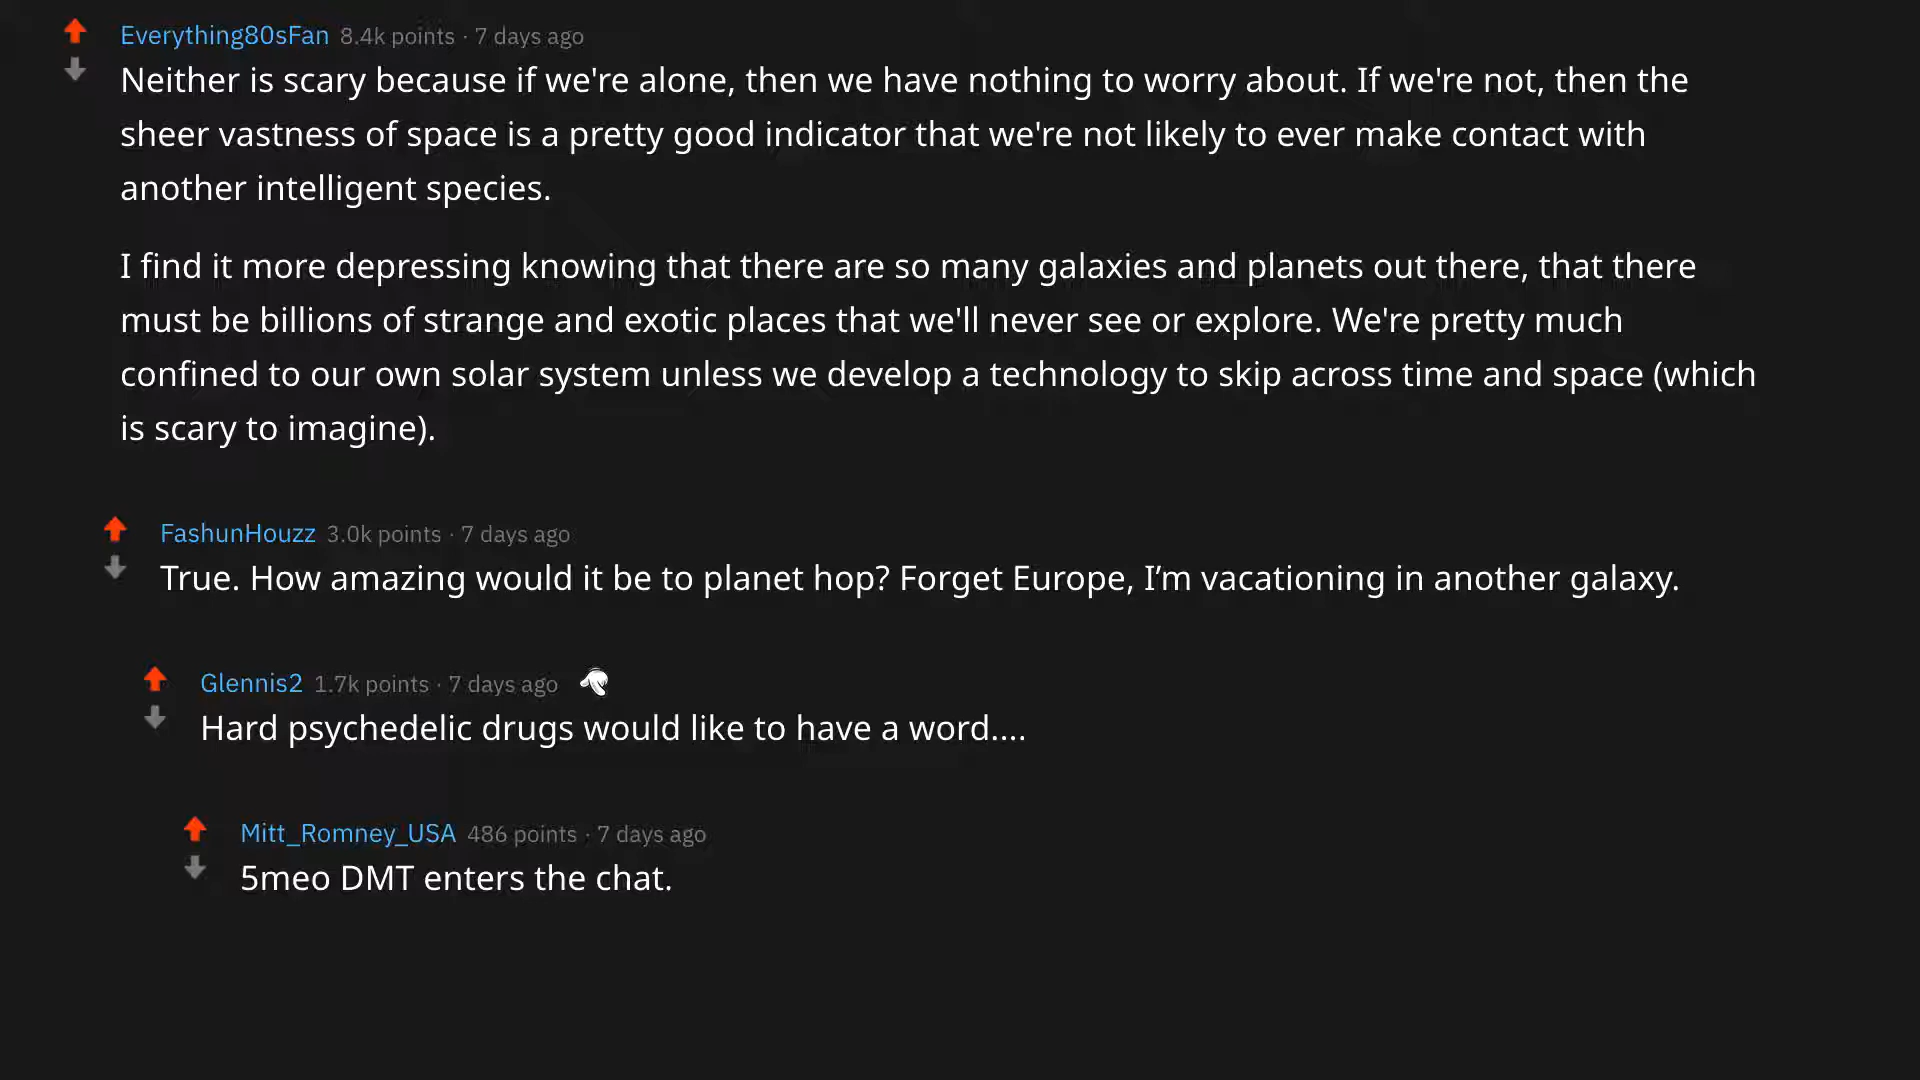 Everything80sFan 8.4k points · 7 days ago
Neither is scary because if we're alone, then we have nothing to worry about. If we're not, then the
sheer vastness of space is a pretty good indicator that we're not likely to ever make contact with
another intelligent species.
I find it more depressing knowing that there are so many galaxies and planets out there, that there
must be billions of strange and exotic places that we'll never see or explore. We're pretty much
confined to our own solar system unless we develop a technology to skip across time and space (which
is scary to imagine).
FashunHouzz 3.0k points · 7 days ago
True. How amazing would it be to planet hop? Forget Europe, I’m vacationing in another galaxy.
Glennis2 1.7k points · 7 days ago
Hard psychedelic drugs would like to have a word....
Mitt_Romney_USA 486 points · 7 days ago
5meo DMT enters the chat.